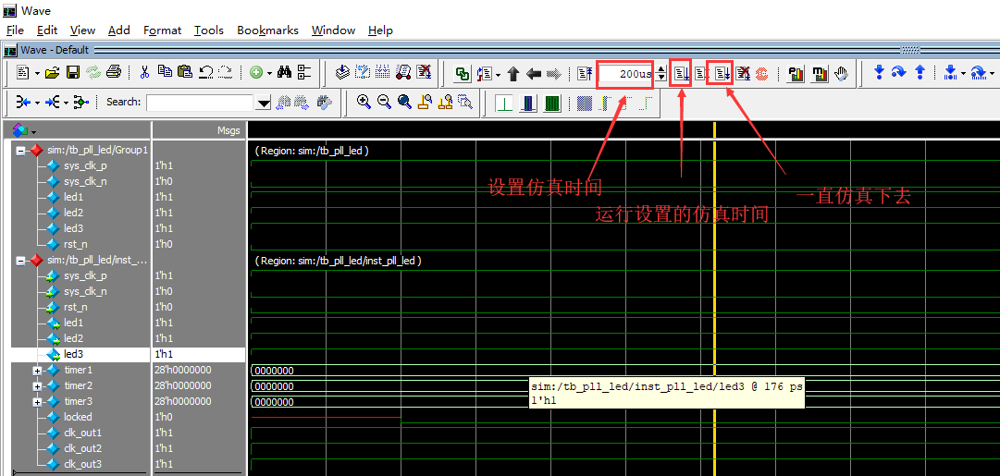 Wave
File Edit View Add Format Tools Bookmarks Window Help
Wave - Default
200us
Search:
Msgs
sim:/tb_pll_led/Group1
( Region: sim:/tb_pll_led )
sys_clk_p 1'h1
sys_clk_n 1'h0
设置仿真时间
一直仿真下去
led1 1'h1
led2 1'h1
运行设置的仿真时间
led3 1'h1
rst_n 1'h0
sim:/tb_pll_led/inst_...
( Region: sim:/tb_pll_led/inst_pll_led )
sys_clk_p 1'h1
sys_clk_n 1'h0
rst_n 1'h0
led1 1'h1
led2 1'h1
led3 1'h1
timer1 28'h0000000 0000000
timer2 28'h0000000 0000000
timer3 28'h0000000 0000000
sim:/tb_pll_led/inst_pll_led/led3 @ 176 ps
1'h1
locked 1'h0
clk_out1 1'h1
clk_out2 1'h1
clk_out3 1'h1